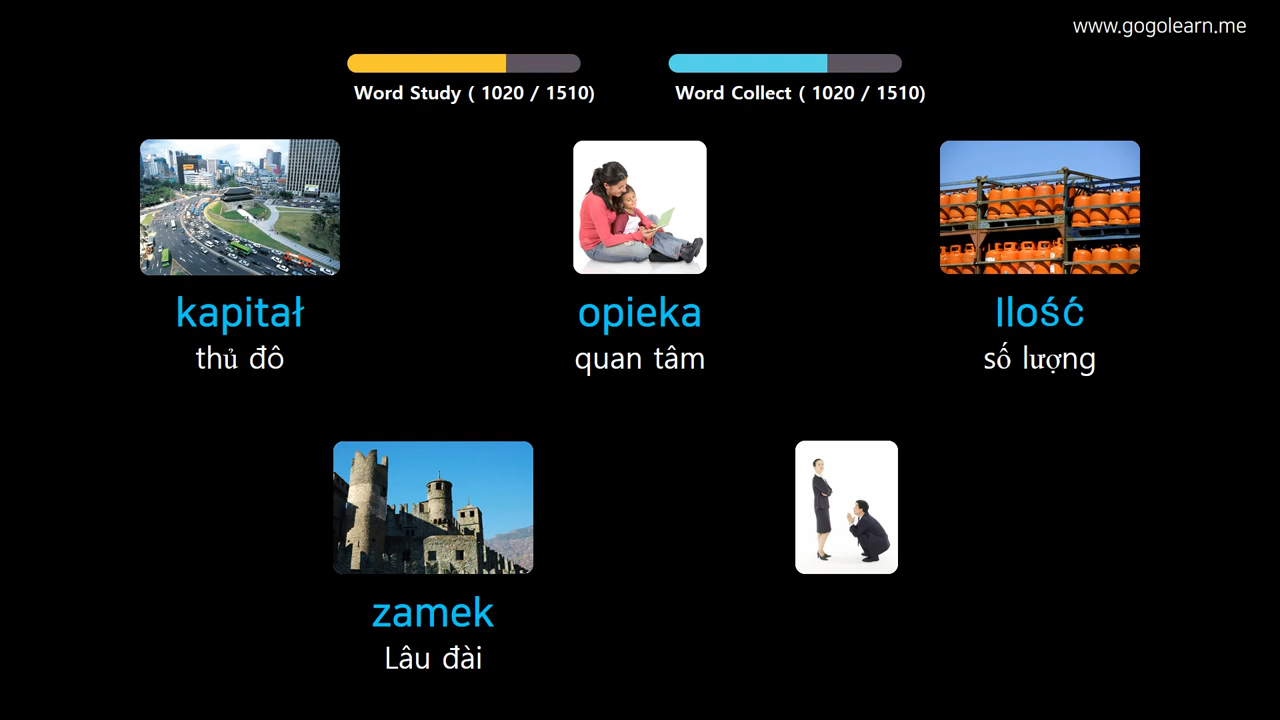 www.gogolearn.me
Word Study ( 1020 / 1510)
Word Collect ( 1020 / 1510)
kapitał
thủ đô
opieka
quan tâm
Ilość
số lượng
zamek
Lâu đài